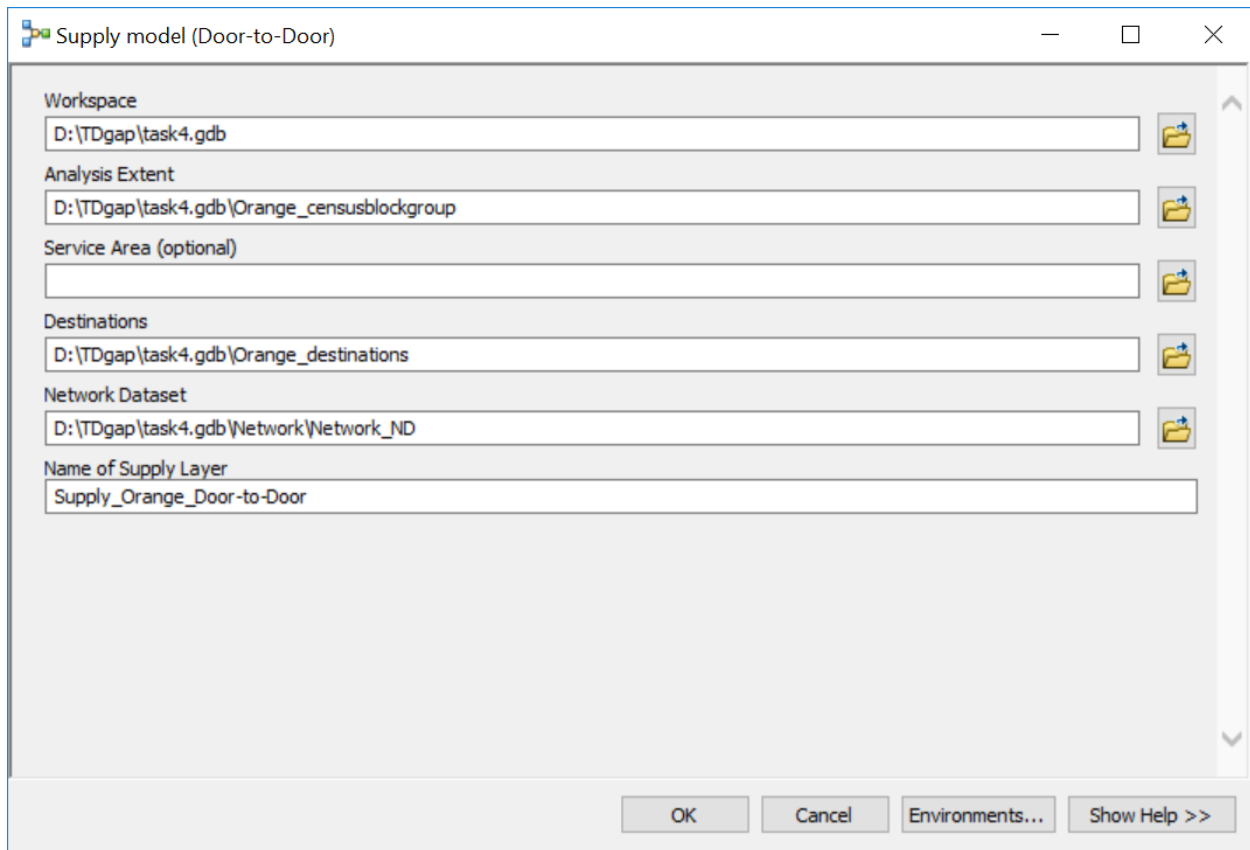 Supply model (Door-to-Door)
Workspace
D:\TDgap\task4.gdb
Analysis Extent
D:\TDgap\task4.gdb\Orange_censusblockgroup
Service Area (optional)
Destinations
D:\TDgap\task4.gdb\Orange_destinations
Network Dataset
D:\TDgap\task4.gdb\Network\Network_ND
Name of Supply Layer
Supply_Orange_Door-to-Door
OK Cancel Environments... Show Help >>